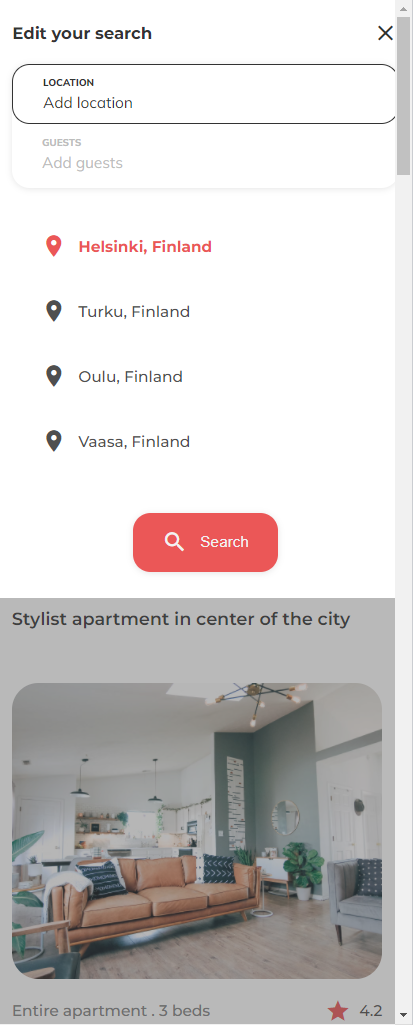 Edit your search
LOCATION
Add location
GUESTS
Add guests
Helsinki, Finland
Turku, Finland
Oulu, Finland
Vaasa, Finland
Search
Stylist apartment in center of the city
Entire apartment . 3 beds
4.2